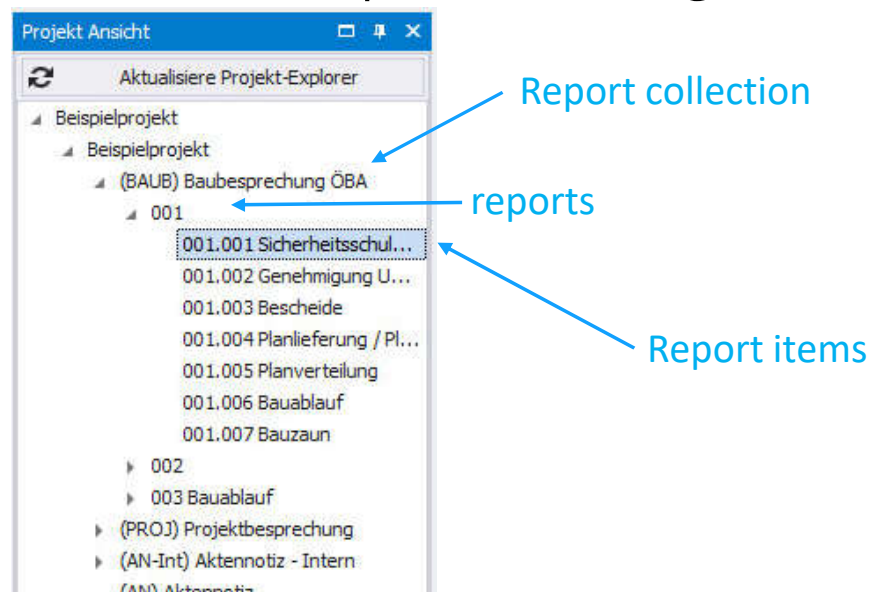 Projekt Ansicht
Aktualisiere Projekt-Explorer
Report collection
Beispielprojekt
Beispielprojekt
(BAUB) Baubesprechung ÖBA
001
reports
001.001 Sicherheitsschul...
001.002 Genehmigung U...
001.003 Bescheide
001.004 Planlieferung / Pl...
Report items
001.005 Planverteilung
001.006 Bauablauf
001.007 Bauzaun
002
003 Bauablauf
(PROJ) Projektbesprechung
(AN-Int) Aktennotiz - Intern
(AN) Aktennotiz